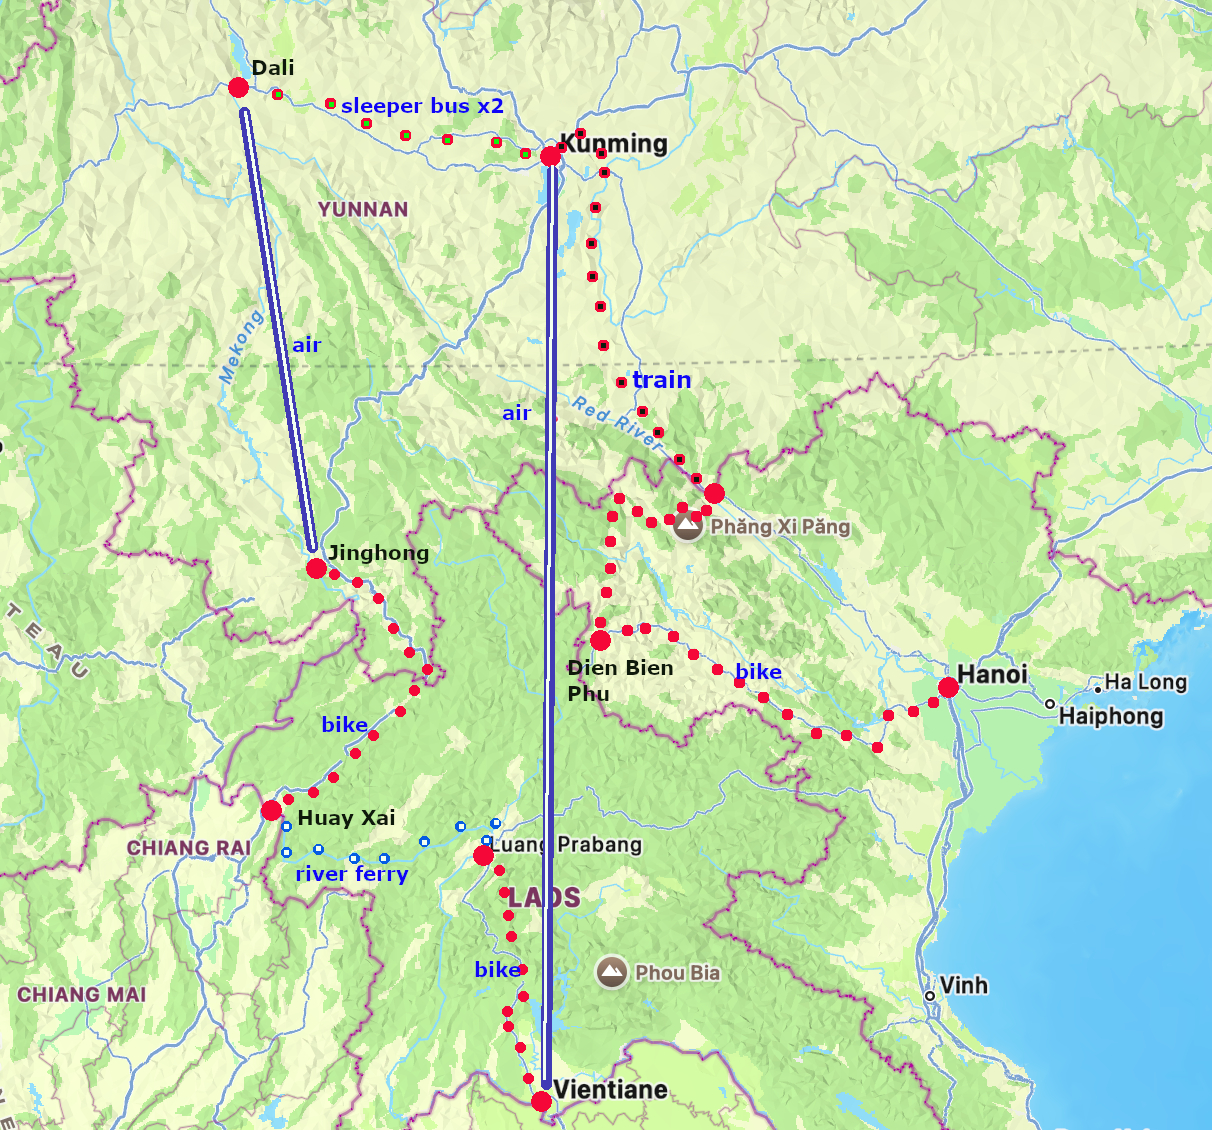 Dali
sleeper bus x2
Kunming
YUNNAN
Mekong
air
train
air
Red River
Phăng Xi Păng
Jinghong
TEAU
Dien Bien
Phu
bike
Hanoi
Ha Long
Haiphong
bike
Huay Xai
CHIANG RAI
Luang Prabang
river ferry
LAOS
bike
Phou Bia
CHIANG MAI
Vinh
Vientiane